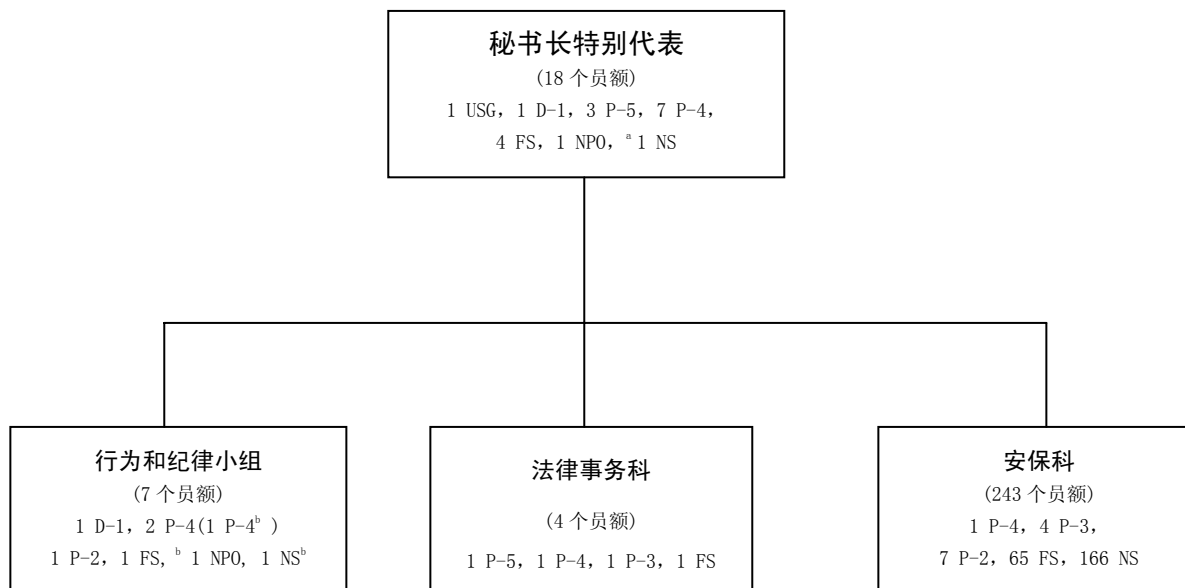 秘书长特别代表
(18 个员额)
1 USG，1 D-1，3 P-5，7 P-4，
4 FS，1 NPO，ᵃ 1 NS
行为和纪律小组
(7 个员额)
1 D-1，2 P-4(1 P-4ᵇ )
1 P-2，1 FS, ᵇ 1 NPO, 1 NSᵇ
法律事务科
(4 个员额)
1 P-5，1 P-4，1 P-3，1 FS
安保科
(243 个员额)
1 P-4，4 P-3，
7 P-2，65 FS，166 NS